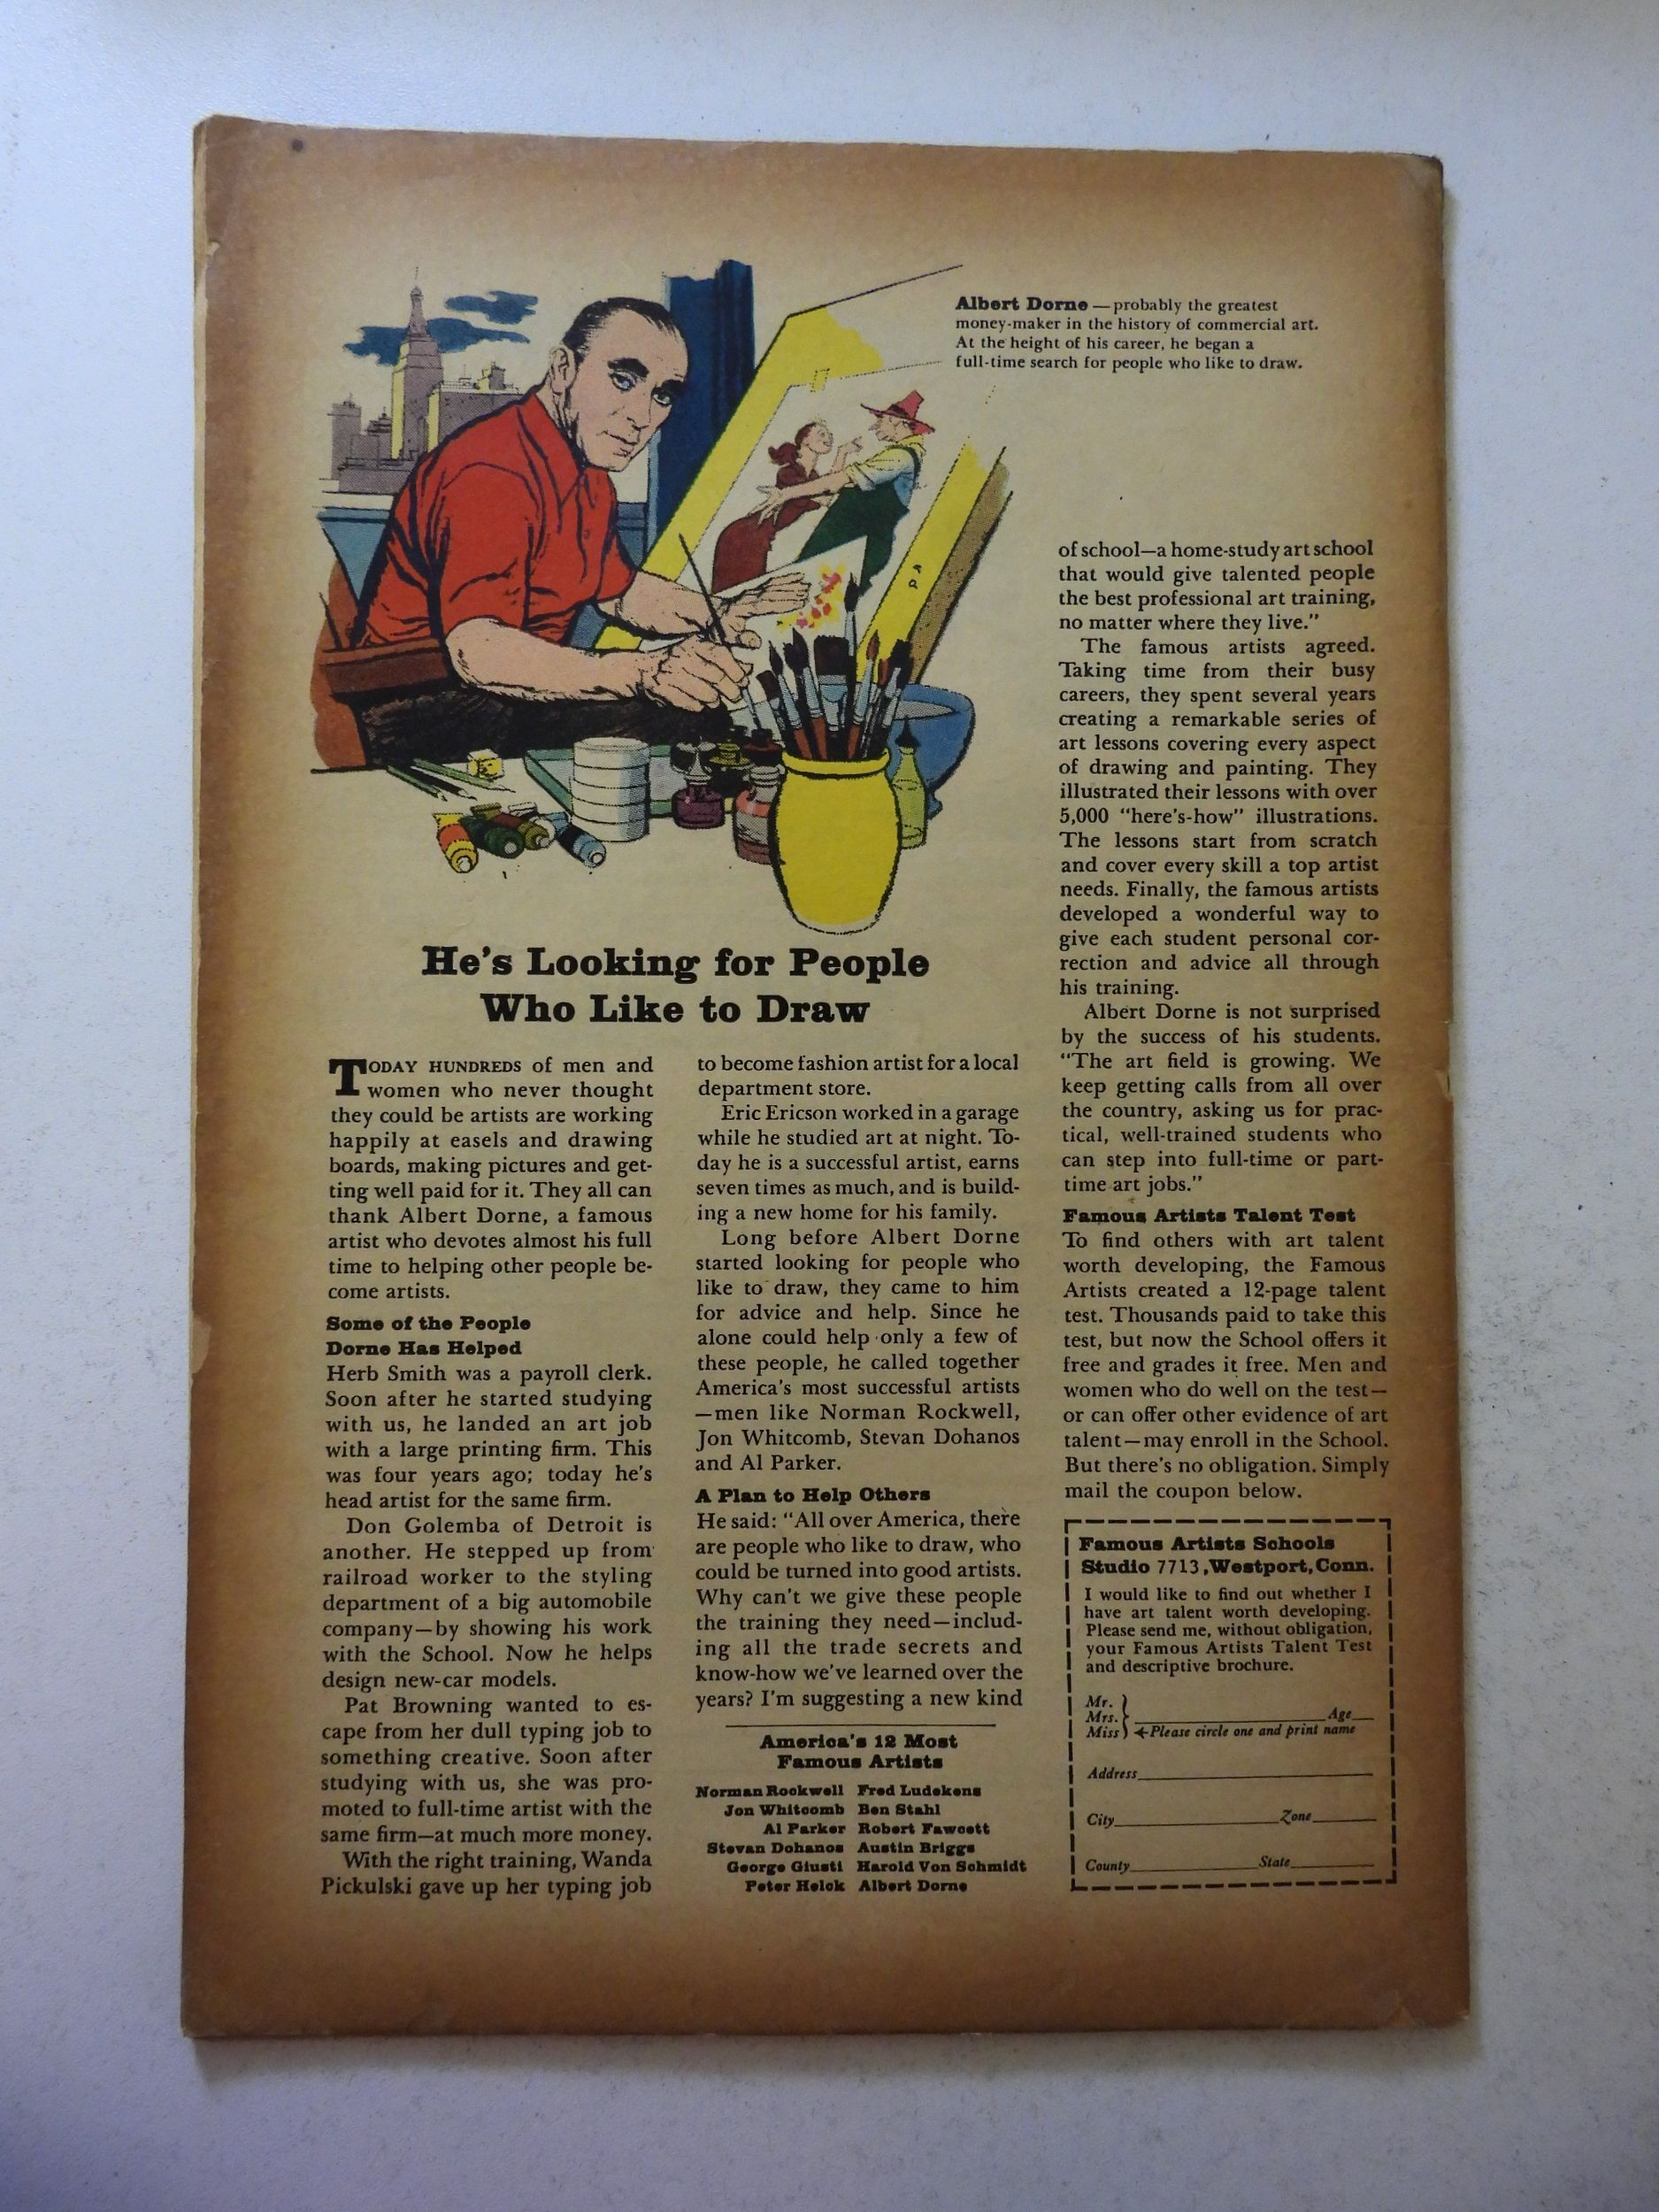 Albert Dorne — probably the greatest
money-maker in the history of commercial art.
At the height of his career, he began a
full-time search for people who like to draw.
He's Looking for People
Who Like to Draw
TODAY HUNDREDS of men and
women who never thought
they could be artists are working
happily at easels and drawing
boards, making pictures and get-
ting well paid for it. They all can
thank Albert Dorne, a famous
artist who devotes almost his full
time to helping other people be-
come artists.
Some of the People
Dorne Has Helped
Herb Smith was a payroll clerk.
Soon after he started studying
with us, he landed an art job
with a large printing firm. This
was four years ago; today he's
head artist for the same firm.
Don Golemba of Detroit is
another. He stepped up from
railroad worker to the styling
department of a big automobile
company—by showing his work
with the School. Now he helps
design new-car models.
Pat Browning wanted to es-
cape from her dull typing job to
something creative. Soon after
studying with us, she was pro-
moted to full-time artist with the
same firm—at much more money.
With the right training, Wanda
Pickulski gave up her typing job
to become fashion artist for a local
department store.
Eric Ericson worked in a garage
while he studied art at night. To-
day he is a successful artist, earns
seven times as much, and is build-
ing a new home for his family.
Long before Albert Dorne
started looking for people who
like to draw, they came to him
for advice and help. Since he
alone could help only a few of
these people, he called together
America's most successful artists
—men like Norman Rockwell,
Jon Whitcomb, Stevan Dohanos
and Al Parker.
A Plan to Help Others
He said: "All over America, there
are people who like to draw, who
could be turned into good artists.
Why can't we give these people
the training they need—includ-
ing all the trade secrets and
know-how we've learned over the
years? I'm suggesting a new kind
America's 12 Most
Famous Artists
Norman Rockwell Fred Ludekens
Jon Whitcomb Ben Stahl
Al Parker Robert Fawcett
Stevan Dohanos Austin Briggs
George Giusti Harold Von Schmidt
Peter Helck Albert Dorne
of school—a home-study art school
that would give talented people
the best professional art training,
no matter where they live."
The famous artists agreed.
Taking time from their busy
careers, they spent several years
creating a remarkable series of
art lessons covering every aspect
of drawing and painting. They
illustrated their lessons with over
5,000 "here's-how" illustrations.
The lessons start from scratch
and cover every skill a top artist
needs. Finally, the famous artists
developed a wonderful way to
give each student personal cor-
rection and advice all through
his training.
Albert Dorne is not surprised
by the success of his students.
"The art field is growing. We
keep getting calls from all over
the country, asking us for prac-
tical, well-trained students who
can step into full-time or part-
time art jobs."
Famous Artists Talent Test
To find others with art talent
worth developing, the Famous
Artists created a 12-page talent
test. Thousands paid to take this
test, but now the School offers it
free and grades it free. Men and
women who do well on the test—
or can offer other evidence of art
talent—may enroll in the School.
But there's no obligation. Simply
mail the coupon below.
Famous Artists Schools
Studio 7713, Westport, Conn.
I would like to find out whether I
have art talent worth developing.
Please send me, without obligation,
your Famous Artists Talent Test
and descriptive brochure.
Mr.
Mrs. Age
Miss ←Please circle one and print name
Address
City Zone
County State